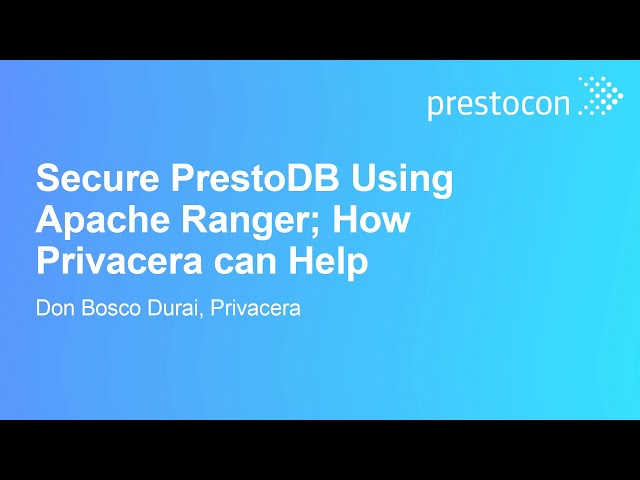 prestocon
Secure PrestoDB Using
Apache Ranger; How
Privacera can Help
Don Bosco Durai, Privacera